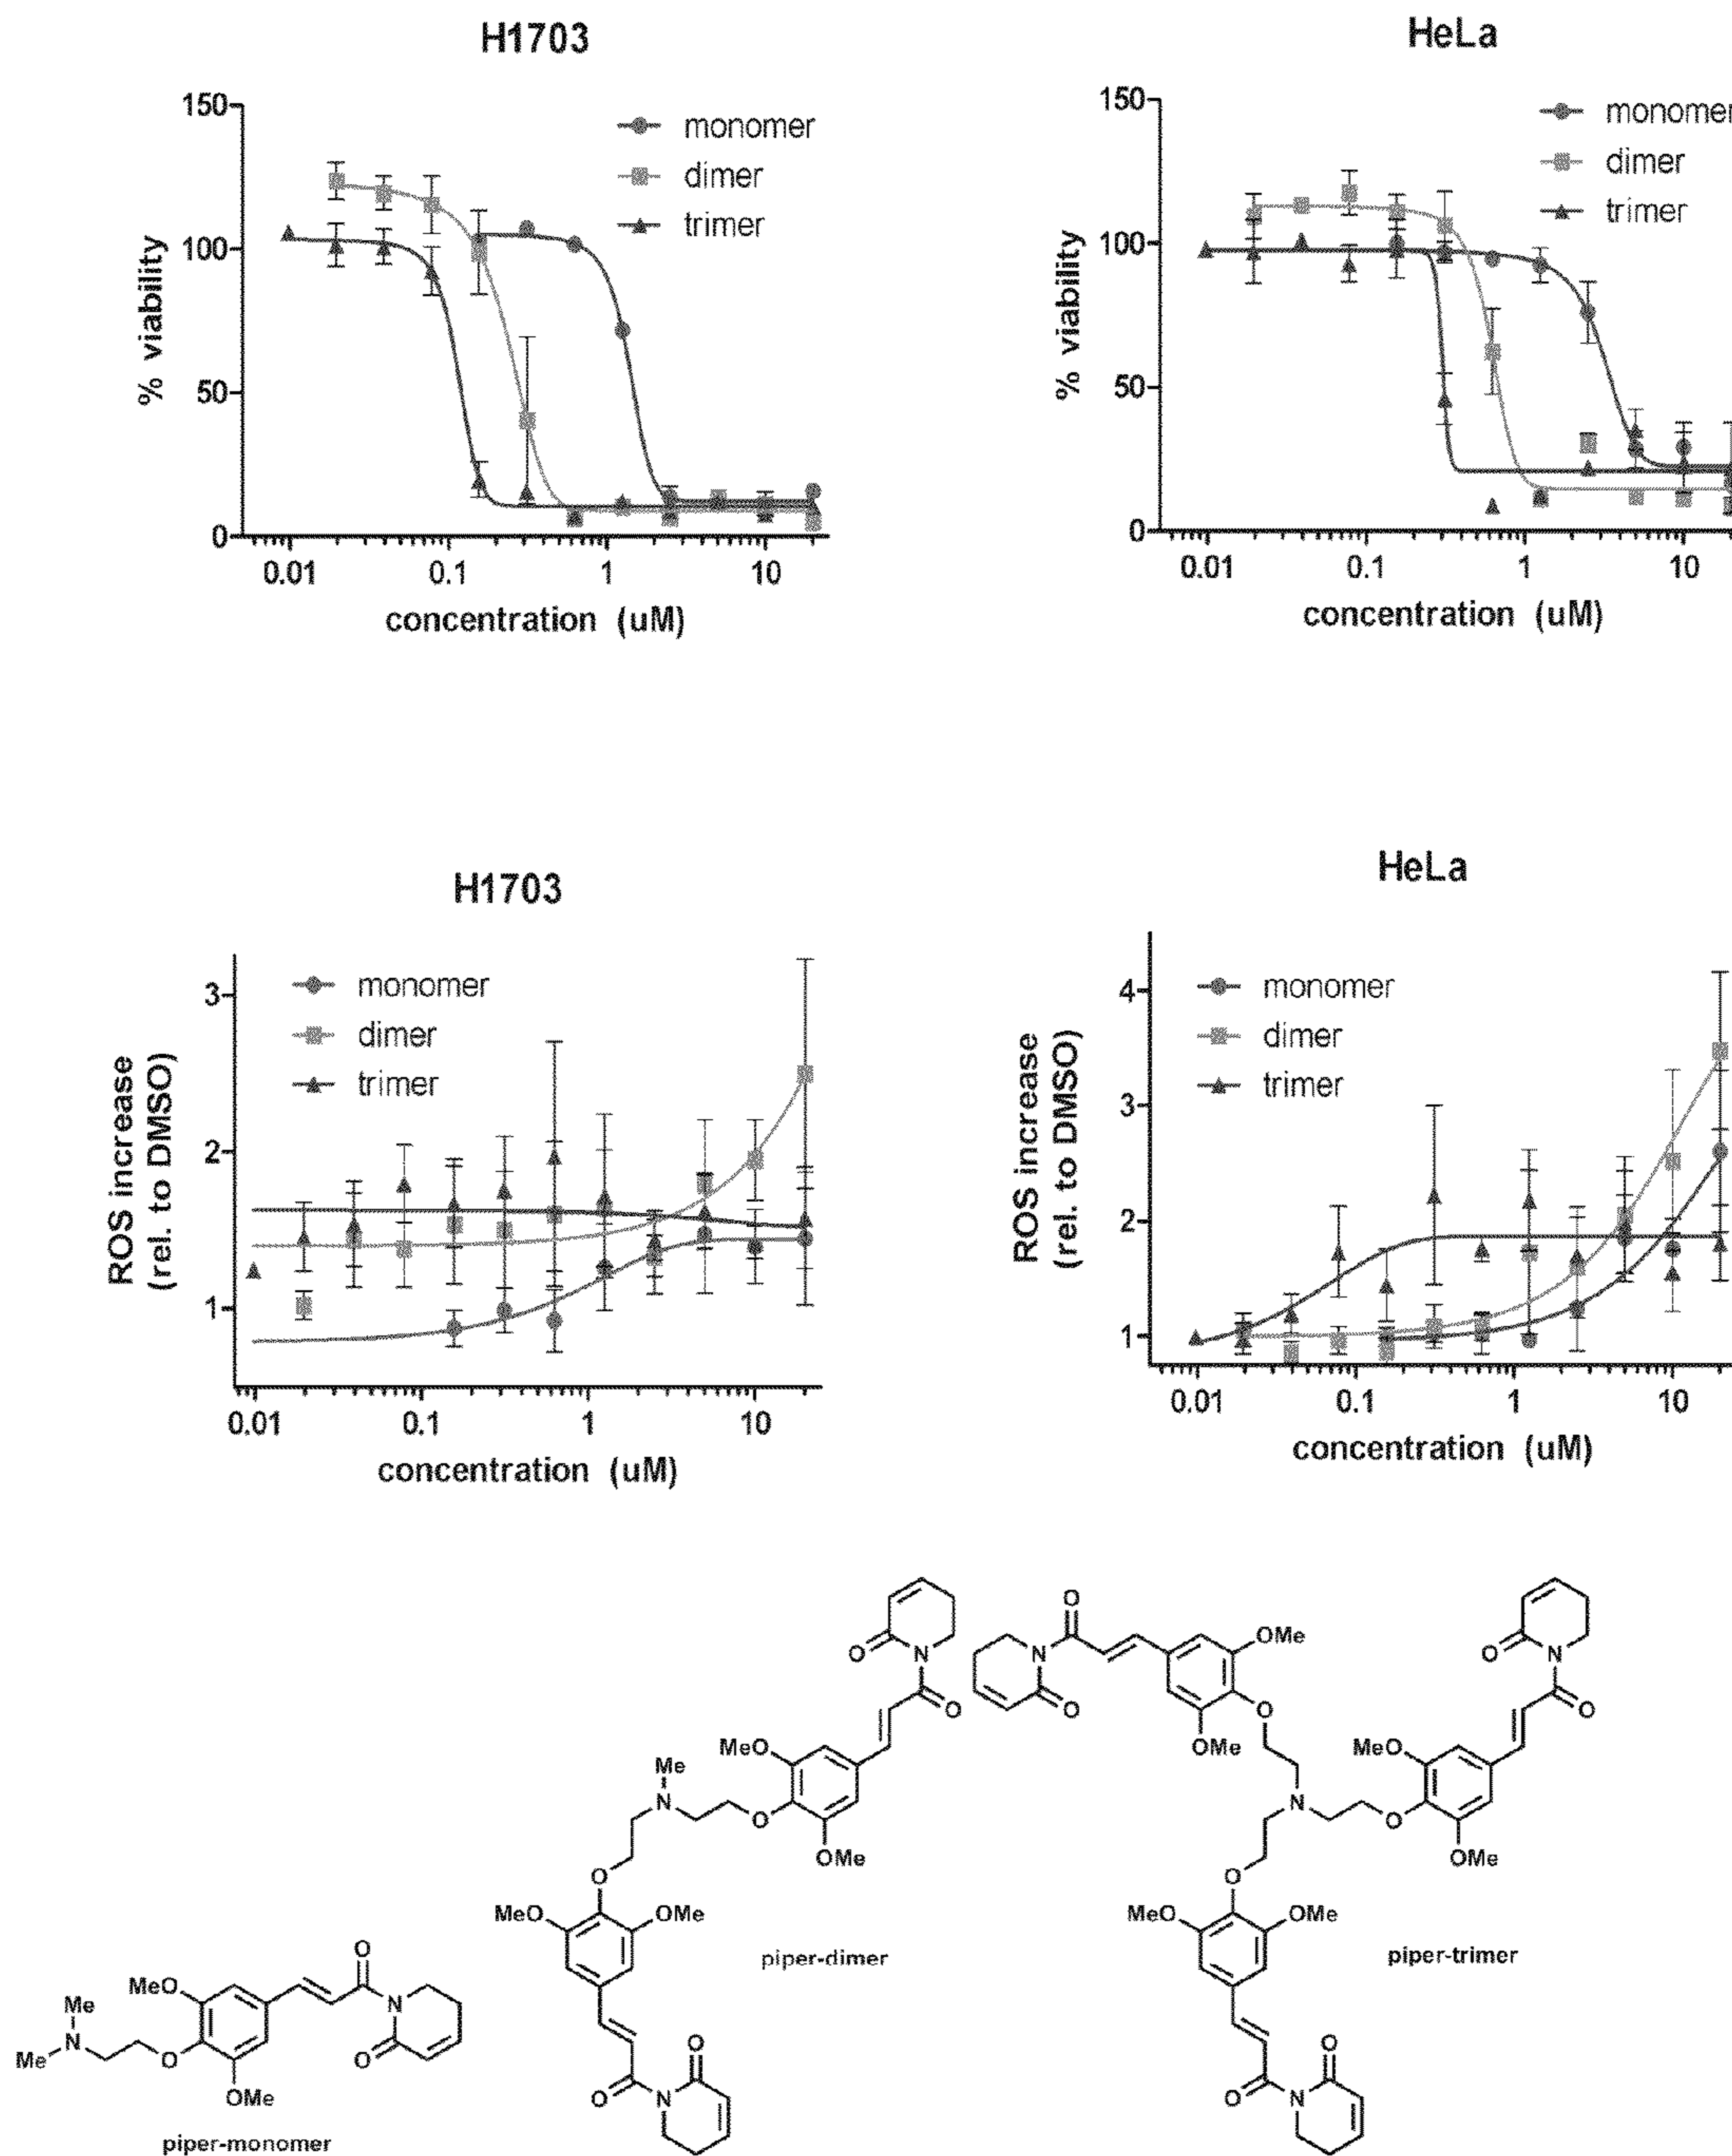 H1703
HeLa
150
100
50
0
% viability
monomer
dimer
trimer
0.01
0.1
1
10
concentration (uM)
150
100
50
0
% viability
monomer
dimer
trimer
0.01
0.1
1
10
concentration (uM)
H1703
HeLa
3
2
1
ROS increase
(rel. to DMSO)
monomer
dimer
trimer
0.01
0.1
1
10
concentration (uM)
4
3
2
1
ROS increase
(rel. to DMSO)
monomer
dimer
trimer
0.01
0.1
1
10
concentration (uM)
Me
Me
N
O
MeO
OMe
O
N
O
piper-monomer
O
N
O
MeO
OMe
O
Me
N
O
MeO
OMe
O
N
O
piper-dimer
O
N
O
OMe
OMe
O
N
O
MeO
OMe
O
N
O
O
MeO
OMe
O
N
O
piper-trimer